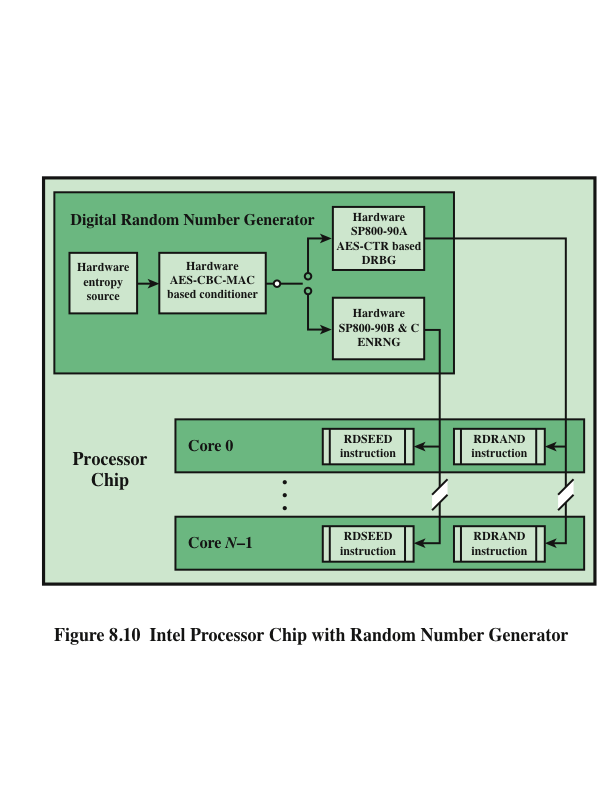 Digital Random Number Generator
Hardware
entropy
source
Hardware
AES-CBC-MAC
based conditioner
Hardware
SP800-90A
AES-CTR based
DRBG
Hardware
SP800-90B & C
ENRNG
Processor
Chip
Core 0
RDSEED
instruction
RDRAND
instruction
Core N–1
RDSEED
instruction
RDRAND
instruction
Figure 8.10 Intel Processor Chip with Random Number Generator